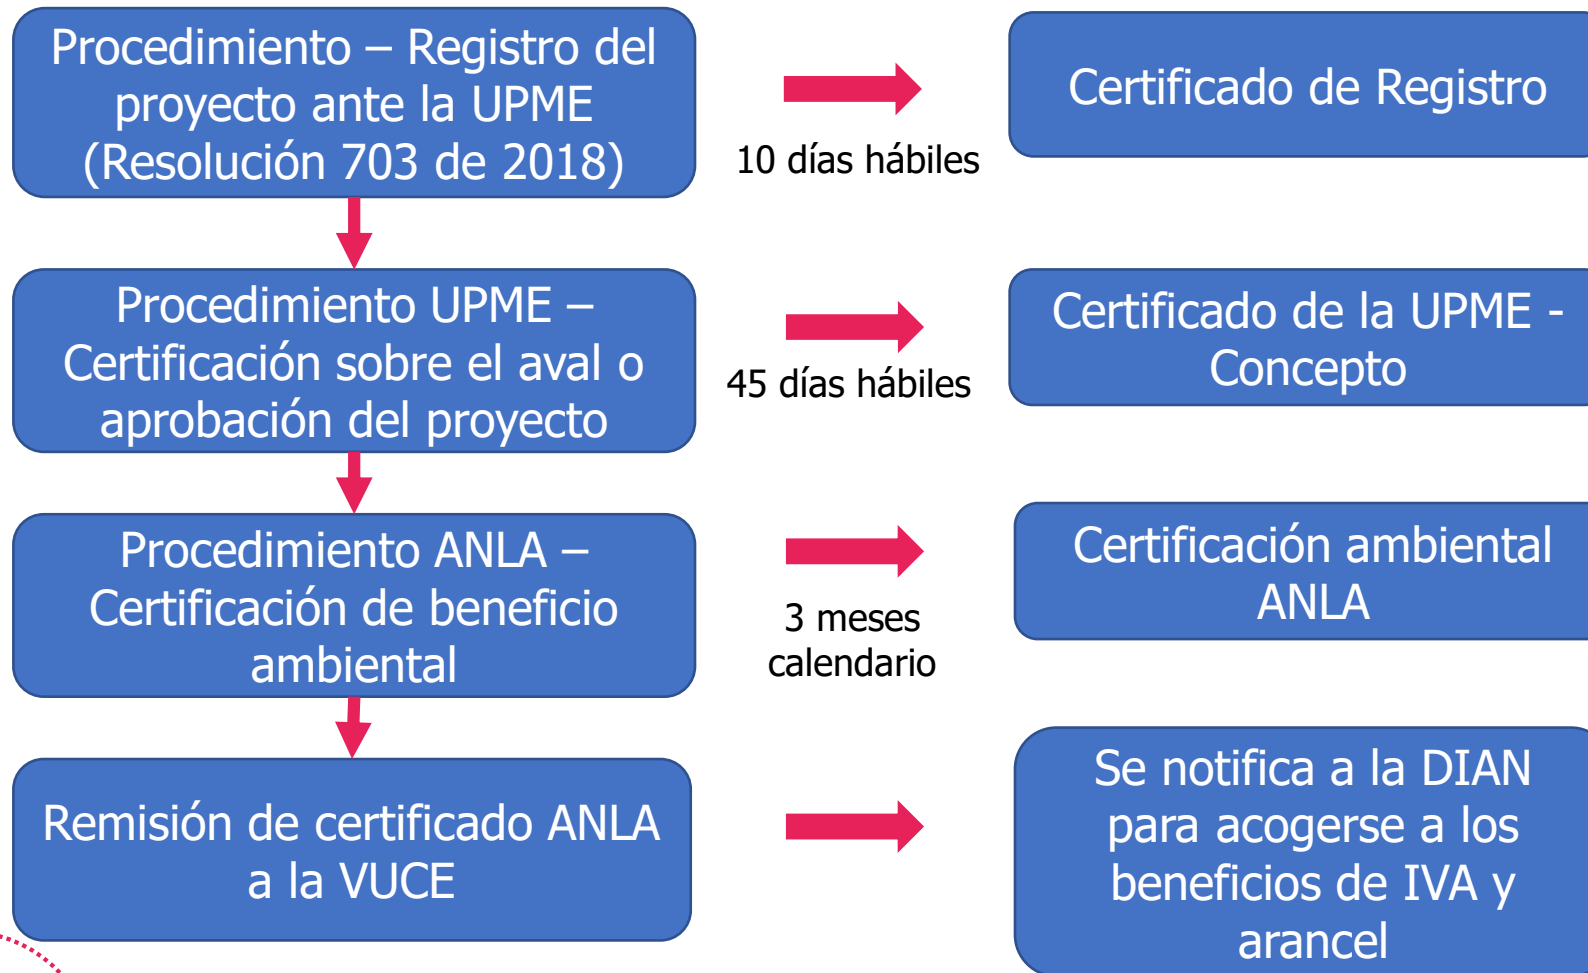 Procedimiento – Registro del
proyecto ante la UPME
(Resolución 703 de 2018)
10 días hábiles
Certificado de Registro
Procedimiento UPME –
Certificación sobre el aval o
aprobación del proyecto
45 días hábiles
Certificado de la UPME -
Concepto
Procedimiento ANLA –
Certificación de beneficio
ambiental
3 meses
calendario
Certificación ambiental
ANLA
Remisión de certificado ANLA
a la VUCE
Se notifica a la DIAN
para acogerse a los
beneficios de IVA y
arancel